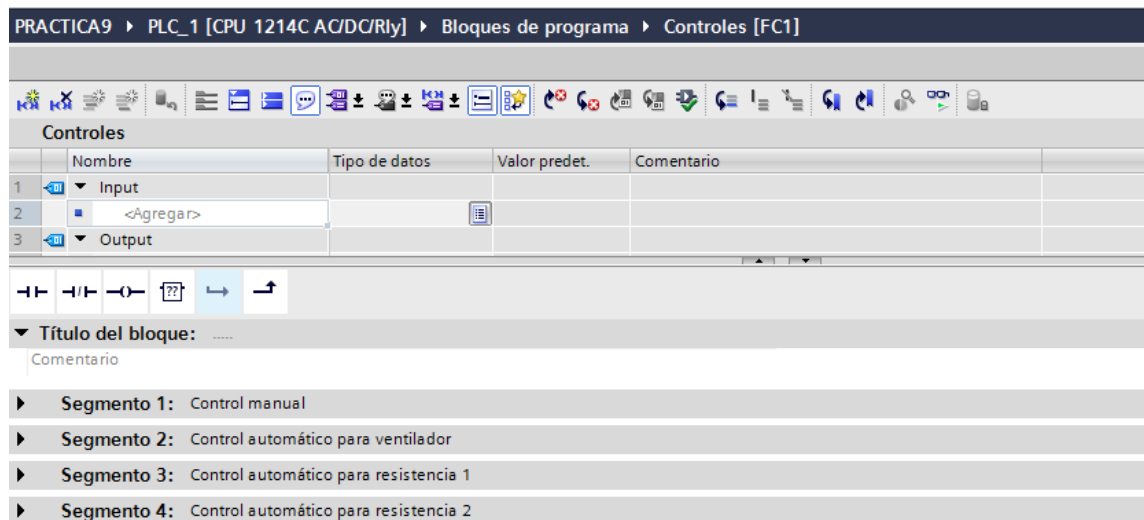 PRACTICA9 ▸ PLC_1 [CPU 1214C AC/DC/Rly] ▸ Bloques de programa ▸ Controles [FC1]
Controles
Nombre Tipo de datos Valor predet. Comentario
1 Input
2 <Agregar>
3 Output
??
Título del bloque: .....
Comentario
Segmento 1: Control manual
Segmento 2: Control automático para ventilador
Segmento 3: Control automático para resistencia 1
Segmento 4: Control automático para resistencia 2